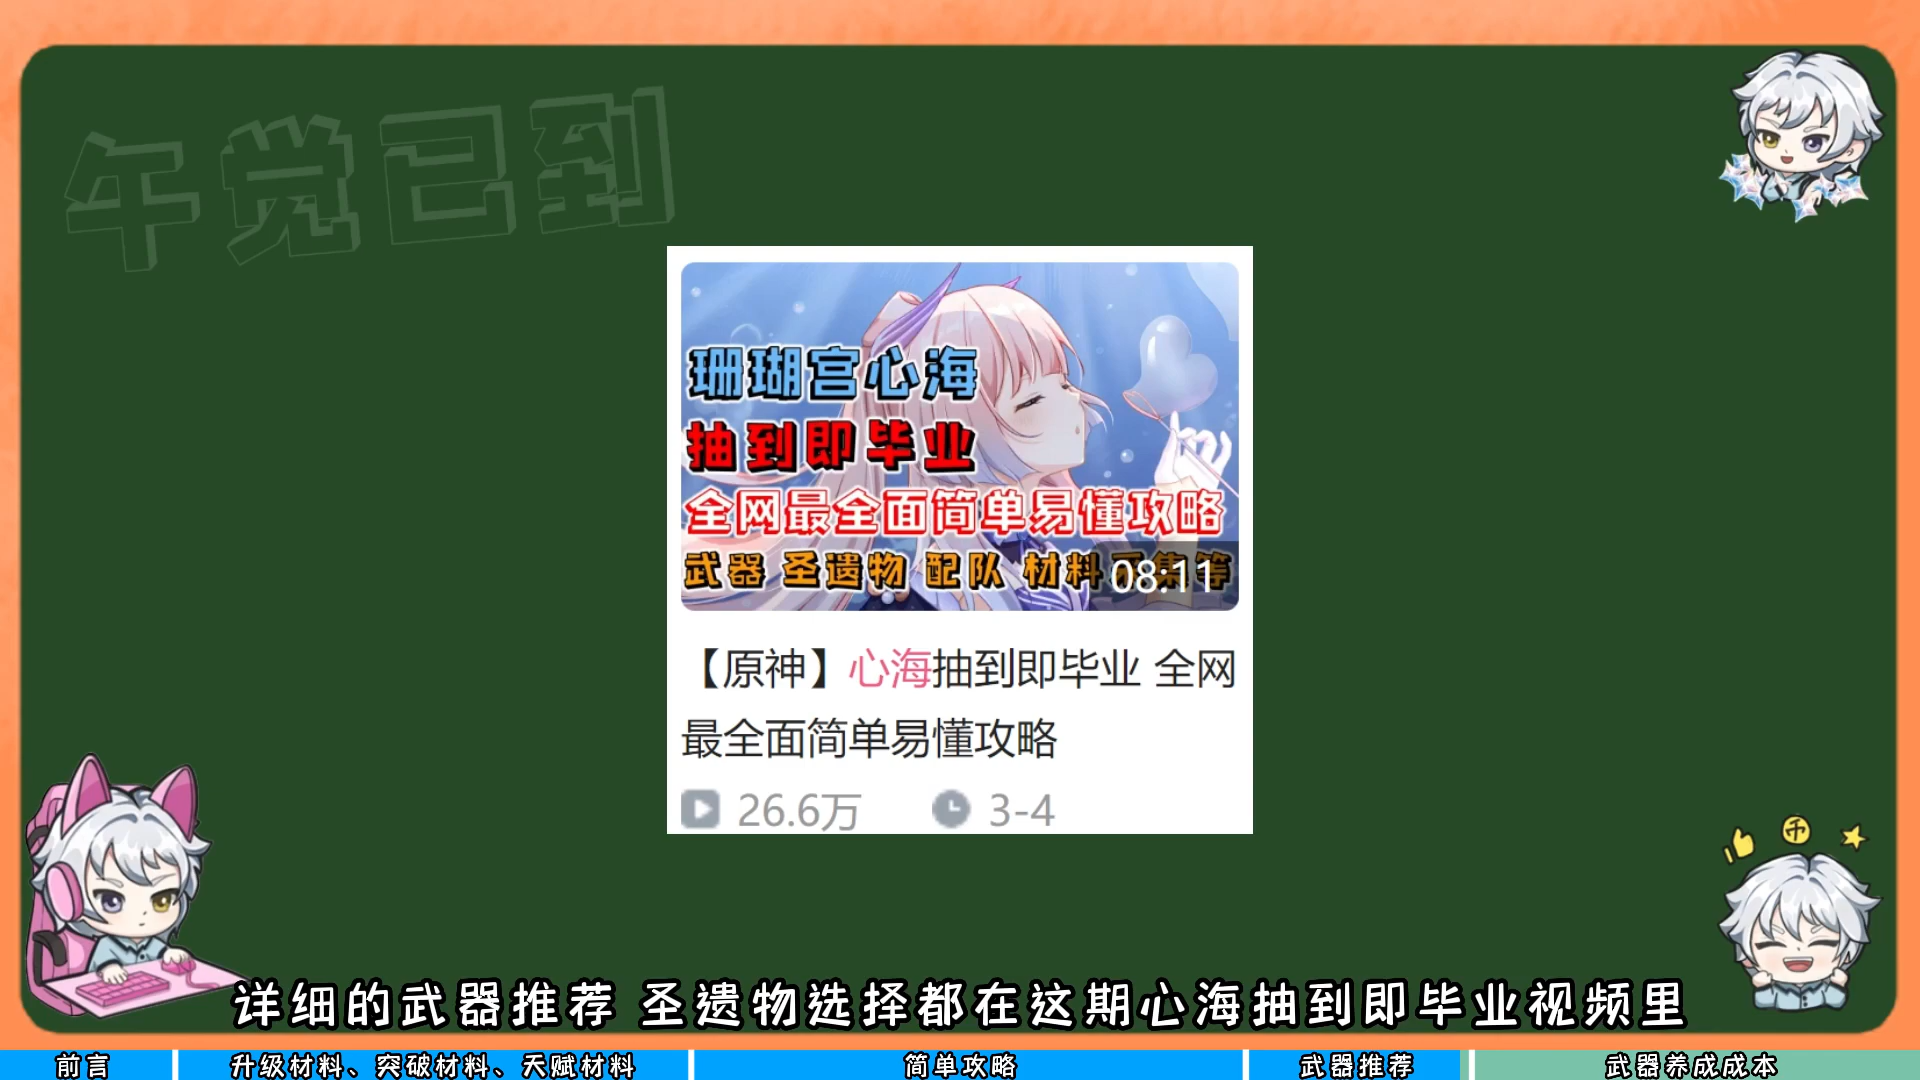 午觉已到
珊瑚宫心海
抽到即毕业
全网最全面简单易懂攻略
武器 圣遗物 配队 材料采集等
08:11
【原神】心海抽到即毕业 全网
最全面简单易懂攻略
26.6万 3-4
币
详细的武器推荐 圣遗物选择都在这期心海抽到即毕业视频里
前言 升级材料、突破材料、天赋材料 简单攻略 武器推荐 武器养成成本